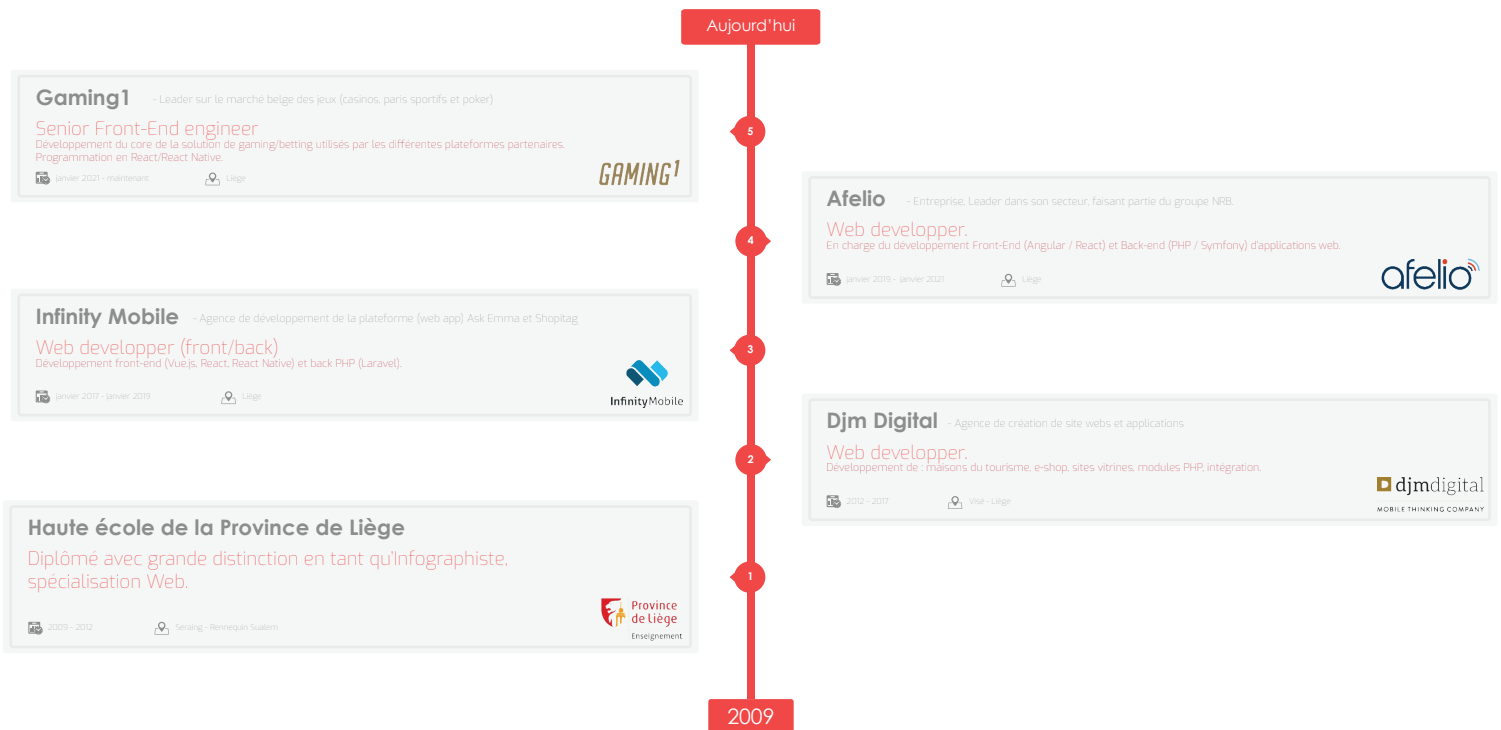 Aujourd'hui
Gaming1 - Leader sur le marché belge des jeux (casinos, paris sportifs et poker)
Senior Front-End engineer
Développement du core de la solution de gaming/betting utilisés par les différentes plateformes partenaires.
Programmation en React/React Native.
janvier 2021 - maintenant Liège
GAMING1
5
Afelio - Entreprise, Leader dans son secteur, faisant partie du groupe NRB.
Web developper.
En charge du développement Front-End (Angular / React) et Back-end (PHP / Symfony) d'applications web.
janvier 2019 - janvier 2021 Liège
afelio
4
Infinity Mobile - Agence de développement de la plateforme (web app) Ask Emma et Shopitag
Web developper (front/back)
Développement front-end (Vue.js, React, React Native) et back PHP (Laravel).
janvier 2017 - janvier 2019 Liège
InfinityMobile
3
Djm Digital - Agence de création de site webs et applications
Web developper.
Développement de : maisons du tourisme, e-shop, sites vitrines, modules PHP, intégration.
2012 - 2017 Visé - Liège
djmdigital
MOBILE THINKING COMPANY
2
Haute école de la Province de Liège
Diplômé avec grande distinction en tant qu'Infographiste,
spécialisation Web.
2009 - 2012 Seraing - Rennequin Sualem
Province
de Liège
Enseignement
1
2009